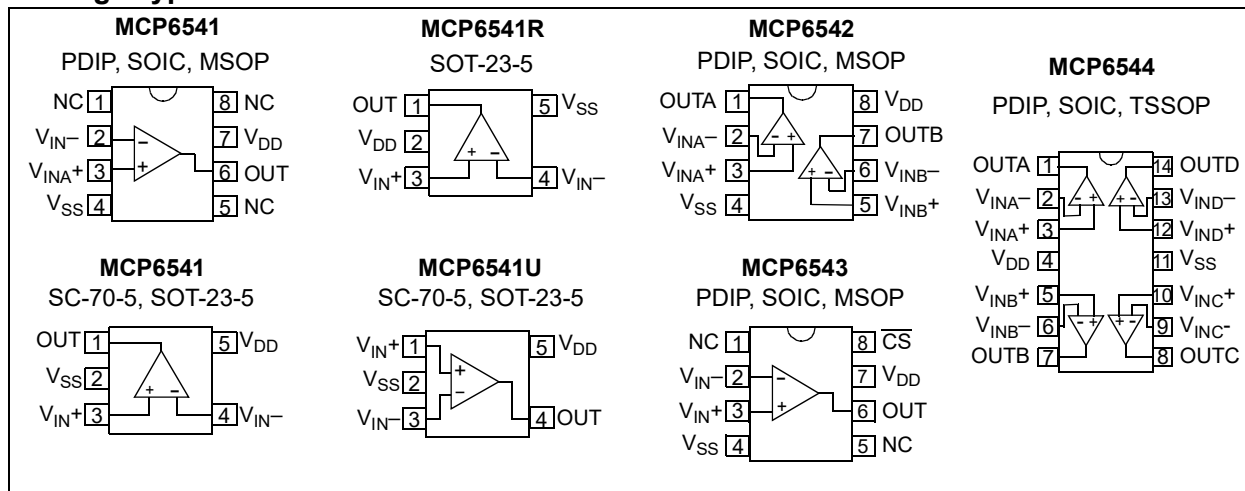 MCP6541
PDIP, SOIC, MSOP
NC 1
8 NC
VIN– 2
7 VDD
VINA+ 3
6 OUT
VSS 4
5 NC
– +
MCP6541R
SOT-23-5
OUT 1
5 VSS
VDD 2
VIN+ 3
4 VIN–
+ –
MCP6542
PDIP, SOIC, MSOP
OUTA 1
8 VDD
VINA– 2
7 OUTB
VINA+ 3
6 VINB–
VSS 4
5 VINB+
- +
+ -
MCP6544
PDIP, SOIC, TSSOP
OUTA 1
14 OUTD
VINA– 2
13 VIND–
VINA+ 3
12 VIND+
VDD 4
11 VSS
VINB+ 5
10 VINC+
VINB– 6
9 VINC-
OUTB 7
8 OUTC
- +
+ -
- +
+ -
MCP6541
SC-70-5, SOT-23-5
OUT 1
5 VDD
VSS 2
VIN+ 3
4 VIN–
+ –
MCP6541U
SC-70-5, SOT-23-5
VIN+ 1
5 VDD
VSS 2
VIN– 3
4 OUT
+ –
MCP6543
PDIP, SOIC, MSOP
NC 1
8 CS
VIN– 2
7 VDD
VIN+ 3
6 OUT
VSS 4
5 NC
– +